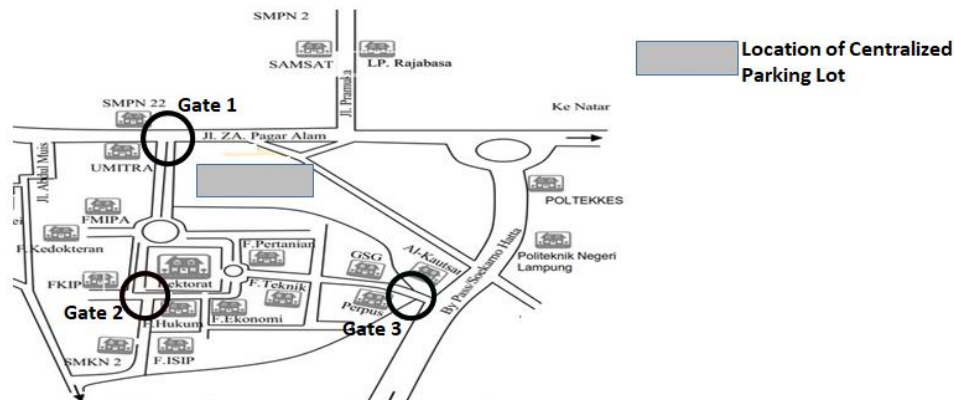 SMPN 2
SAMSAT
LP. Rajabasa
Location of Centralized
Parking Lot
Jl. Pramuka
SMPN 22
Gate 1
Ke Natar
Jl. ZA. Pagar Alam
UMITRA
Jl. Abdul Muis
POLTEKKES
FMIPA
F.Kedokteran
F.Pertanian
GSG
Al-Kautsar
By Pass/Soekarno Hatta
Politeknik Negeri
Lampung
FKIP
Rektorat
F.Teknik
Perpus
Gate 2
F.Hukum
F.Ekonomi
Gate 3
SMKN 2
F.ISIP